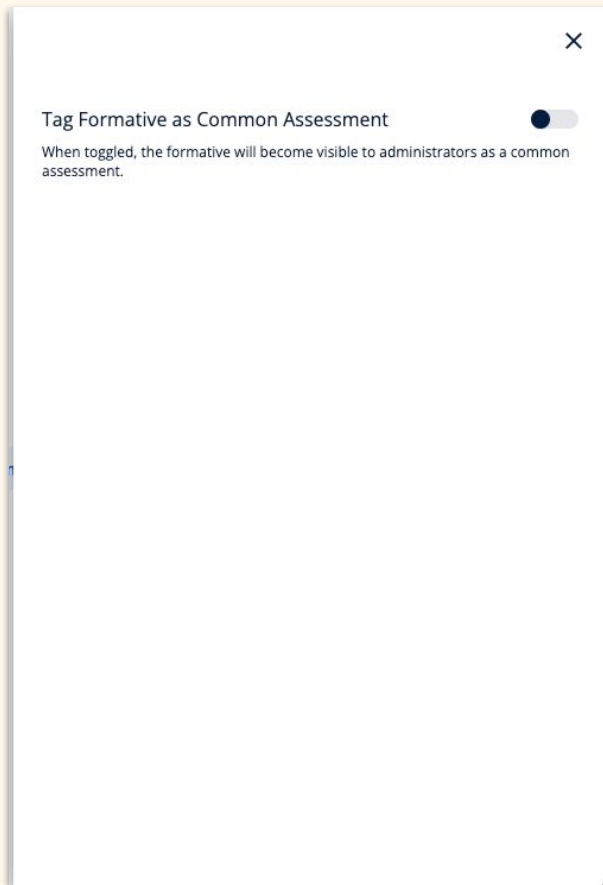 Tag Formative as Common Assessment
When toggled, the formative will become visible to administrators as a common
assessment.